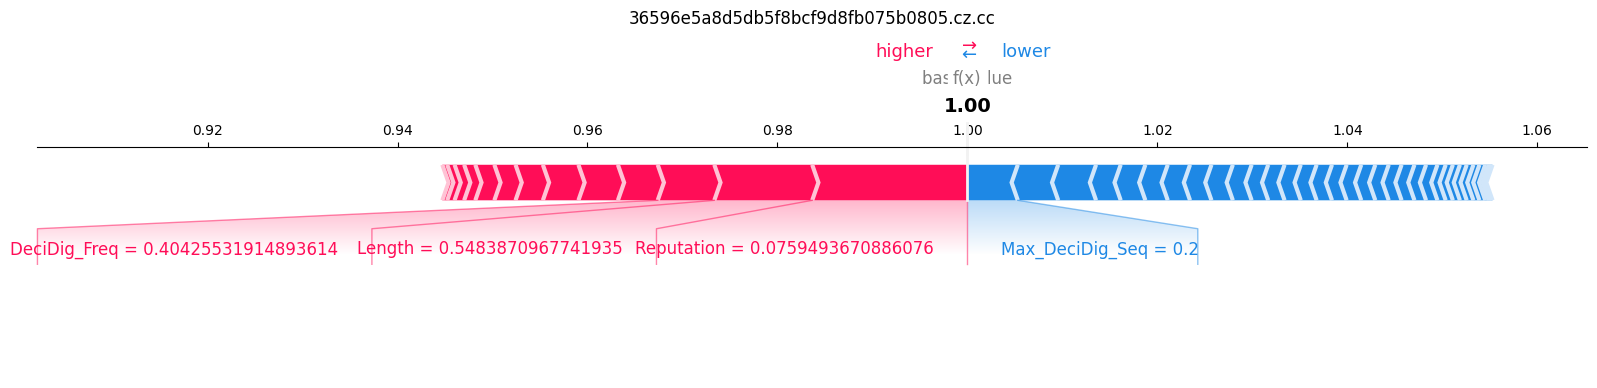 36596e5a8d5db5f8bcf9d8fb075b0805.cz.cc
higher ⇄ lower
f(x)
1.00
0.92 0.94 0.96 0.98 1.00 1.02 1.04 1.06
DeciDig_Freq = 0.40425531914893614 Length = 0.5483870967741935 Reputation = 0.0759493670886076 Max_DeciDig_Seq = 0.2